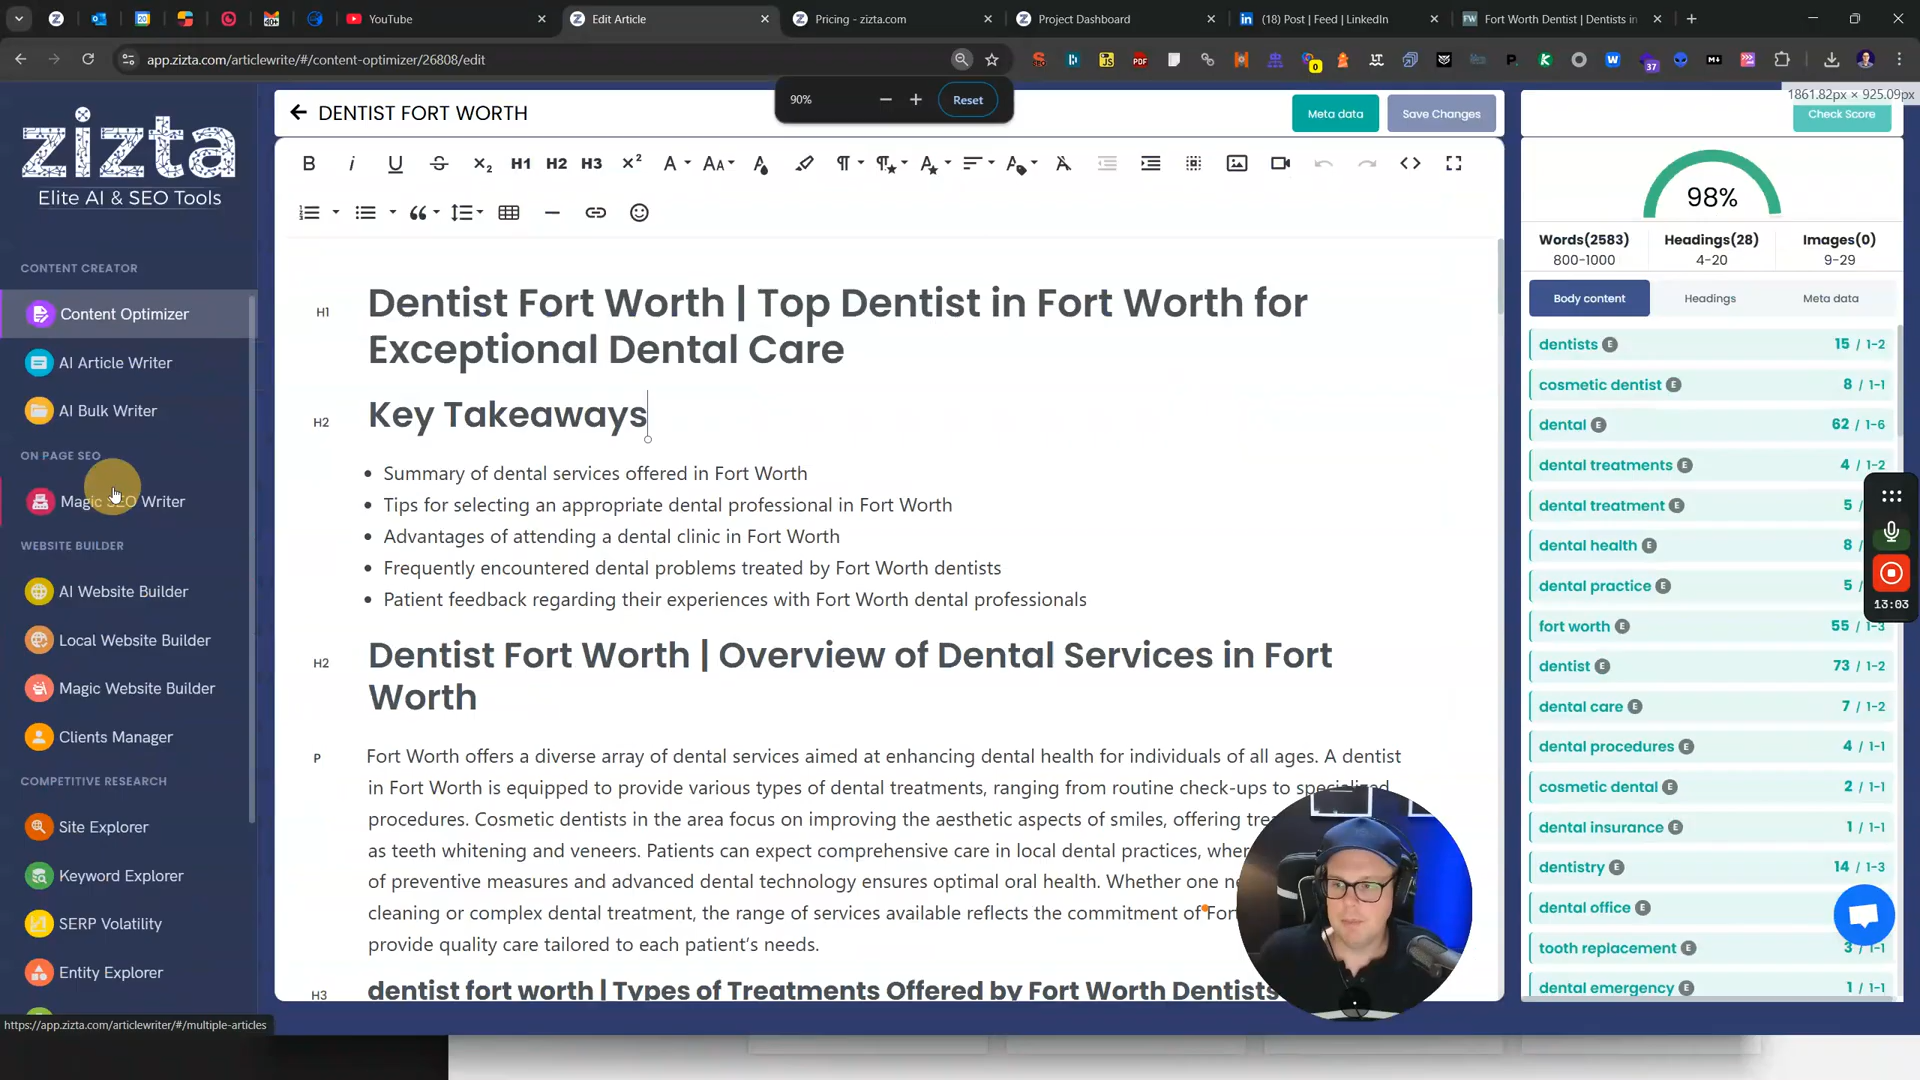 YouTube
Edit Article
Pricing - zizta.com
Project Dashboard
(18) Post | Feed | LinkedIn
Fort Worth Dentist | Dentists in
app.zizta.com/articlewrite/#/content-optimizer/26808/edit
90%
Reset
1861.82px × 925.09px
zizta
Elite AI & SEO Tools
CONTENT CREATOR
Content Optimizer
AI Article Writer
AI Bulk Writer
ON PAGE SEO
Magic SEO Writer
WEBSITE BUILDER
AI Website Builder
Local Website Builder
Magic Website Builder
Clients Manager
COMPETITIVE RESEARCH
Site Explorer
Keyword Explorer
SERP Volatility
Entity Explorer
https://app.zizta.com/articlewriter/#/multiple-articles
DENTIST FORT WORTH
Meta data
Save Changes
Check Score
H1 H2 H3
H1 Dentist Fort Worth | Top Dentist in Fort Worth for
Exceptional Dental Care
H2 Key Takeaways
• Summary of dental services offered in Fort Worth
• Tips for selecting an appropriate dental professional in Fort Worth
• Advantages of attending a dental clinic in Fort Worth
• Frequently encountered dental problems treated by Fort Worth dentists
• Patient feedback regarding their experiences with Fort Worth dental professionals
H2 Dentist Fort Worth | Overview of Dental Services in Fort
Worth
P Fort Worth offers a diverse array of dental services aimed at enhancing dental health for individuals of all ages. A dentist
in Fort Worth is equipped to provide various types of dental treatments, ranging from routine check-ups to specialized
procedures. Cosmetic dentists in the area focus on improving the aesthetic aspects of smiles, offering
as teeth whitening and veneers. Patients can expect comprehensive care in local dental practices,
of preventive measures and advanced dental technology ensures optimal oral health. Whether one
cleaning or complex dental treatment, the range of services available reflects the commitment of Fort
provide quality care tailored to each patient's needs.
H3 dentist fort worth | Types of Treatments Offered by Fort Worth Dentists
98%
Words(2583) Headings(28) Images(0)
800-1000 4-20 9-29
Body content Headings Meta data
dentists E 15 / 1-2
cosmetic dentist E 8 / 1-1
dental E 62 / 1-6
dental treatments E 4 / 1-2
dental treatment E 5 /
dental health E 8 /
dental practice E 5 /
fort worth E 55 / 1-3
dentist E 73 / 1-2
dental care E 7 / 1-2
dental procedures E 4 / 1-1
cosmetic dental E 2 / 1-1
dental insurance E 1 / 1-1
dentistry E 14 / 1-3
dental office E
tooth replacement E 3 / 1-1
dental emergency E 1 / 1-1
13:03